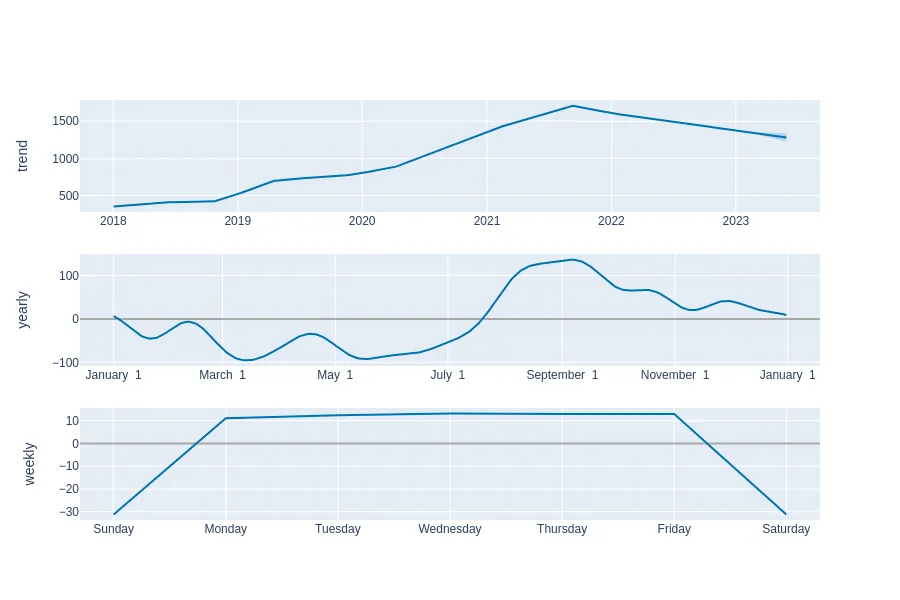 trend
1500
1000
500
2018 2019 2020 2021 2022 2023
yearly
100
0
−100
January 1 March 1 May 1 July 1 September 1 November 1 January 1
weekly
10
0
−10
−20
−30
Sunday Monday Tuesday Wednesday Thursday Friday Saturday